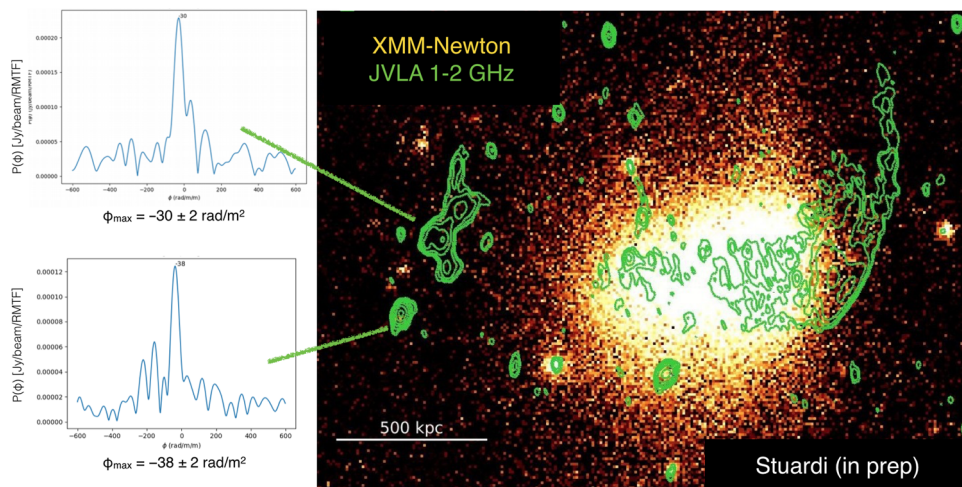 30
P(ϕ) [Jy/beam/RMTF]
0.00020
0.00015
0.00010
0.00005
0.00000
−600
−400
−200
0
200
400
600
ϕ (rad/m/m)
ϕmax = −30 ± 2 rad/m²
-38
P(ϕ) [Jy/beam/RMTF]
0.00012
0.00010
0.00008
0.00006
0.00004
0.00002
0.00000
−600
−400
−200
0
200
400
600
ϕ (rad/m/m)
ϕmax = −38 ± 2 rad/m²
XMM-Newton
JVLA 1-2 GHz
500 kpc
Stuardi (in prep)